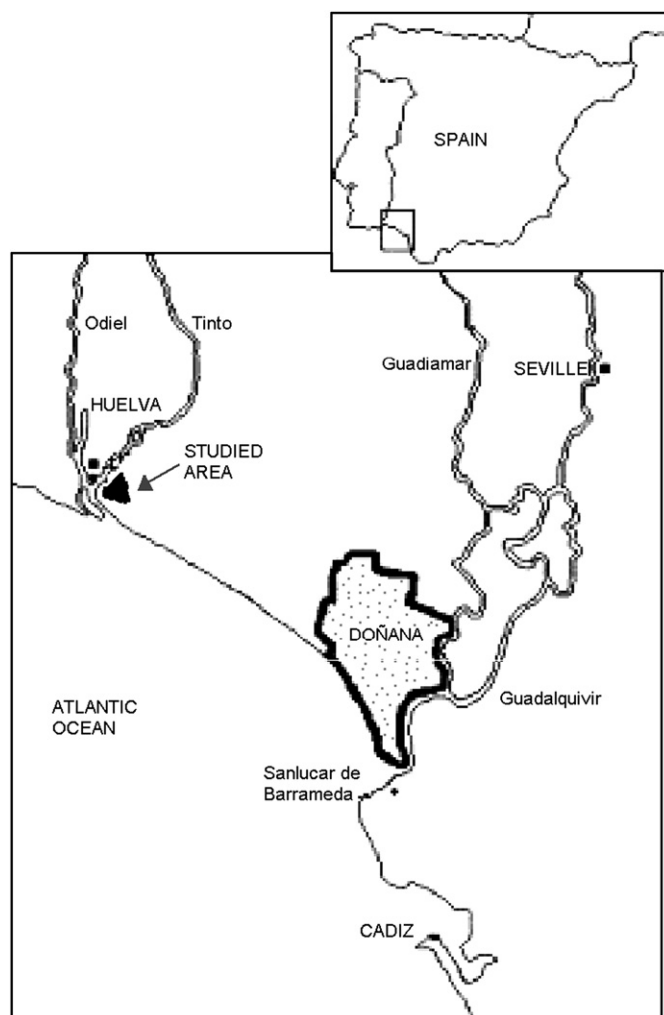 SPAIN
Odiel
Tinto
Guadiamar
SEVILLE
HUELVA
STUDIED
AREA
DOÑANA
Guadalquivir
ATLANTIC
OCEAN
Sanlucar de
Barrameda
CADIZ